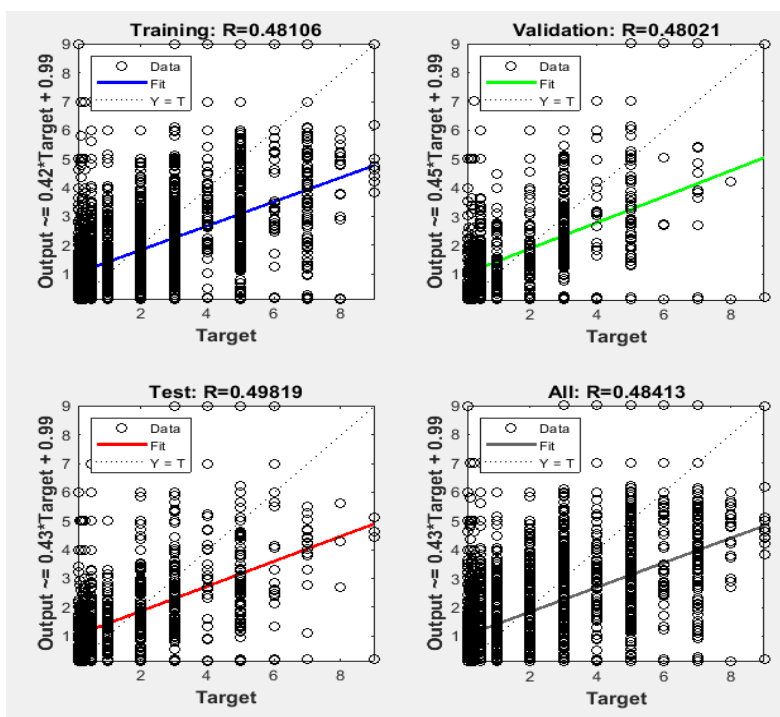 Training: R=0.48106
Output ~= 0.42*Target + 0.99
9
8
7
6
5
4
3
2
1
Data
Fit
Y = T
2 4 6 8
Target
Validation: R=0.48021
Output ~= 0.45*Target + 0.99
9
8
7
6
5
4
3
2
1
Data
Fit
Y = T
2 4 6 8
Target
Test: R=0.49819
Output ~= 0.43*Target + 0.99
9
8
7
6
5
4
3
2
1
Data
Fit
Y = T
2 4 6 8
Target
All: R=0.48413
Output ~= 0.43*Target + 0.99
9
8
7
6
5
4
3
2
1
Data
Fit
Y = T
2 4 6 8
Target